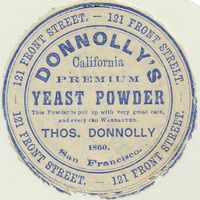 — 121 FRONT STREET. — 121 FRONT STREET. — 121 FRONT STREET. — 121 FRONT STREET.
DONNOLLY'S
California
PREMIUM
YEAST POWDER
This Powder is put up with very great care,
and every can WARRANTED.
THOS. DONNOLLY
1860.
San Francisco.